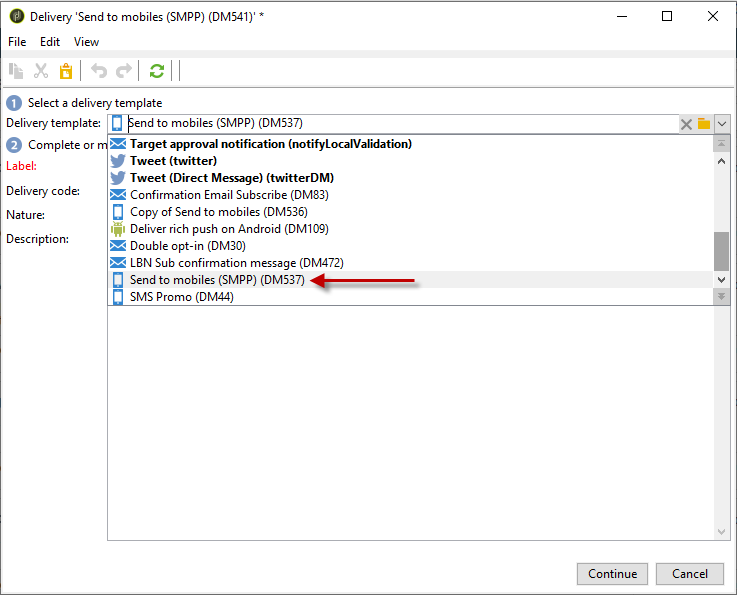 Delivery 'Send to mobiles (SMPP) (DM541)' *
File Edit View
1 Select a delivery template
Delivery template: Send to mobiles (SMPP) (DM537)
2 Complete or m
Target approval notification (notifyLocalValidation)
Tweet (twitter)
Tweet (Direct Message) (twitterDM)
Confirmation Email Subscribe (DM83)
Copy of Send to mobiles (DM536)
Deliver rich push on Android (DM109)
Double opt-in (DM30)
LBN Sub confirmation message (DM472)
Send to mobiles (SMPP) (DM537)
SMS Promo (DM44)
Label:
Delivery code:
Nature:
Description:
Continue Cancel